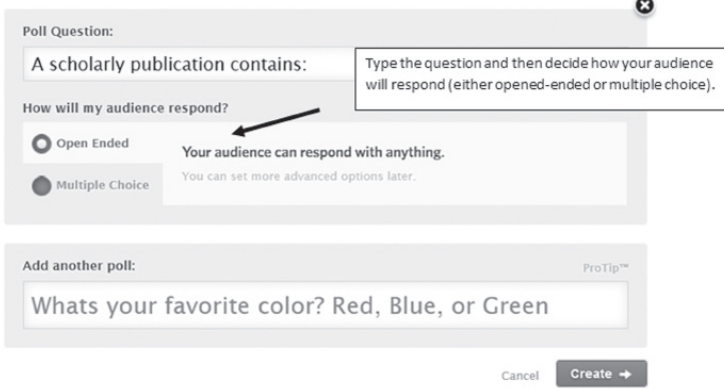 Poll Question:
A scholarly publication contains:
Type the question and then decide how your audience
will respond (either opened-ended or multiple choice).
How will my audience respond?
Open Ended
Your audience can respond with anything.
You can set more advanced options later.
Multiple Choice
Add another poll:
ProTip™
Whats your favorite color? Red, Blue, or Green
Cancel
Create